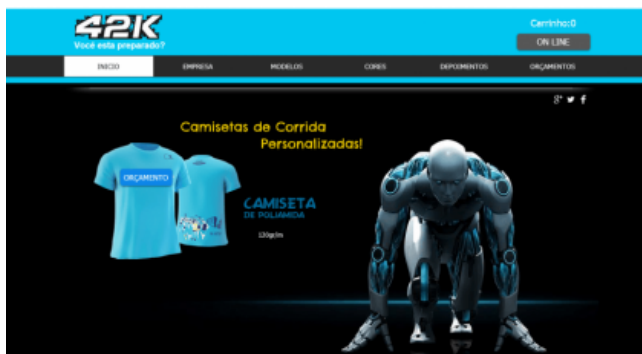 42K
Você esta preparado?
Carrinho:0
ON LINE
INICIO EMPRESA MODELOS CORES DEPOIMENTOS ORÇAMENTOS
g+ f
Camisetas de Corrida
Personalizadas!
ORÇAMENTO
CAMISETA
DE POLIAMIDA
120gr/m